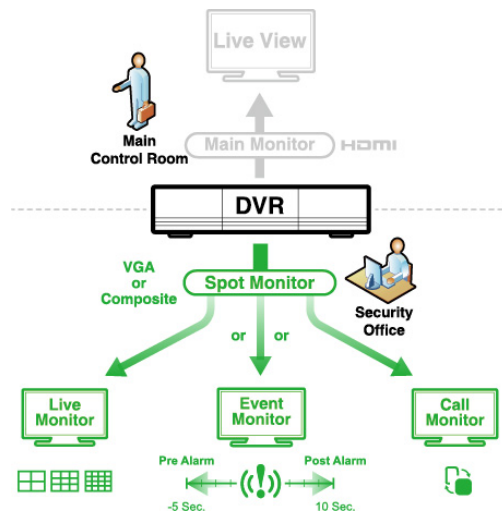 Live View
Main
Control Room
Main Monitor
HDMI
DVR
VGA
or
Composite
Spot Monitor
Security
Office
or or
Live
Monitor
Event
Monitor
Call
Monitor
Pre Alarm
Post Alarm
-5 Sec.
10 Sec.